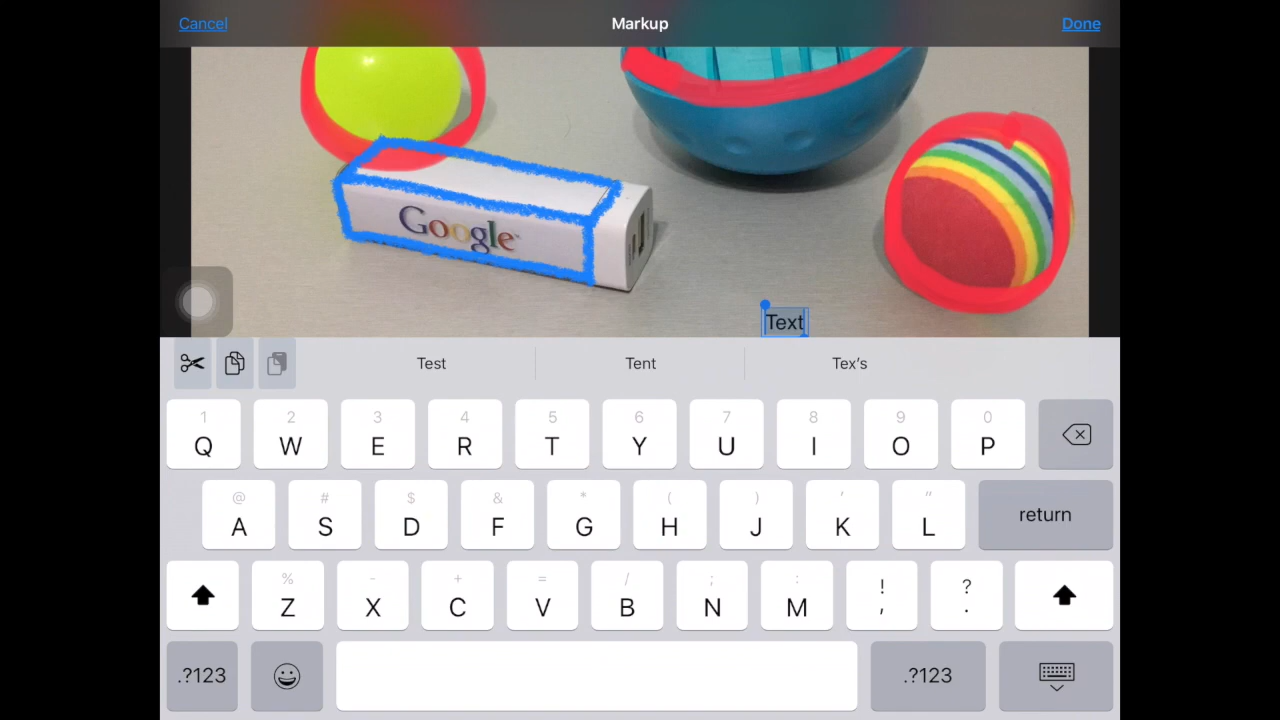 Cancel Markup Done
Google
Text
Test Tent Tex's
1 2 3 4 5 6 7 8 9 0
Q W E R T Y U I O P
@ # $ & * ( ) ' "
A S D F G H J K L return
% - + = / ; : ! ?
Z X C V B N M , .
.?123 .?123